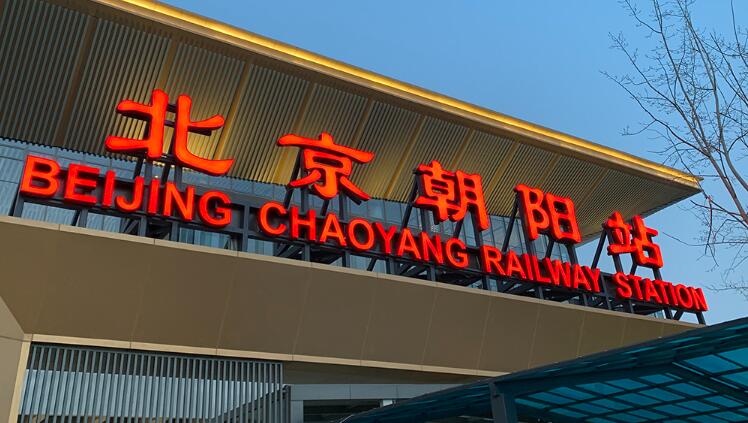 北京朝阳站
BEIJING CHAOYANG RAILWAY STATION